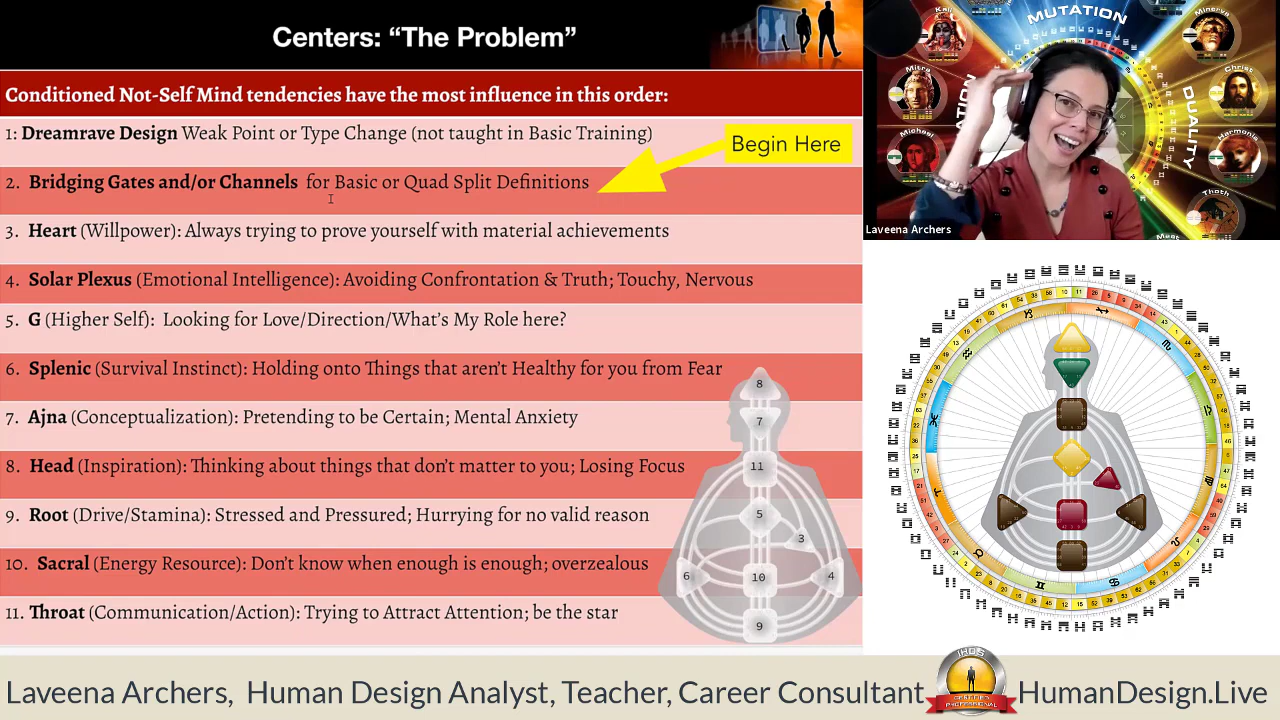 Centers: “The Problem”
Conditioned Not-Self Mind tendencies have the most influence in this order:
1: Dreamrave Design Weak Point or Type Change (not taught in Basic Training)
Begin Here
2. Bridging Gates and/or Channels for Basic or Quad Split Definitions
3. Heart (Willpower): Always trying to prove yourself with material achievements
4. Solar Plexus (Emotional Intelligence): Avoiding Confrontation & Truth; Touchy, Nervous
5. G (Higher Self): Looking for Love/Direction/What’s My Role here?
6. Splenic (Survival Instinct): Holding onto Things that aren’t Healthy for you from Fear
7. Ajna (Conceptualization): Pretending to be Certain; Mental Anxiety
8. Head (Inspiration): Thinking about things that don’t matter to you; Losing Focus
9. Root (Drive/Stamina): Stressed and Pressured; Hurrying for no valid reason
10. Sacral (Energy Resource): Don’t know when enough is enough; overzealous
11. Throat (Communication/Action): Trying to Attract Attention; be the star
8
7
11
5
3
6
10
4
9
MUTATION
DUALITY
Kali
Mitra
Michael
Minerva
Christ
Harmonia
Thoth
Laveena Archers
Laveena Archers, Human Design Analyst, Teacher, Career Consultant
IHDS
CERTIFIED
PROFESSIONAL
HumanDesign.Live